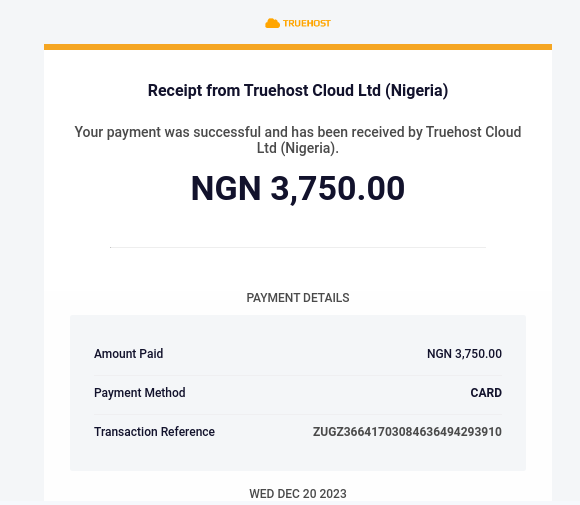 TRUEHOST
Receipt from Truehost Cloud Ltd (Nigeria)
Your payment was successful and has been received by Truehost Cloud
Ltd (Nigeria).
NGN 3,750.00
PAYMENT DETAILS
Amount Paid NGN 3,750.00
Payment Method CARD
Transaction Reference ZUGZ36641703084636494293910
WED DEC 20 2023